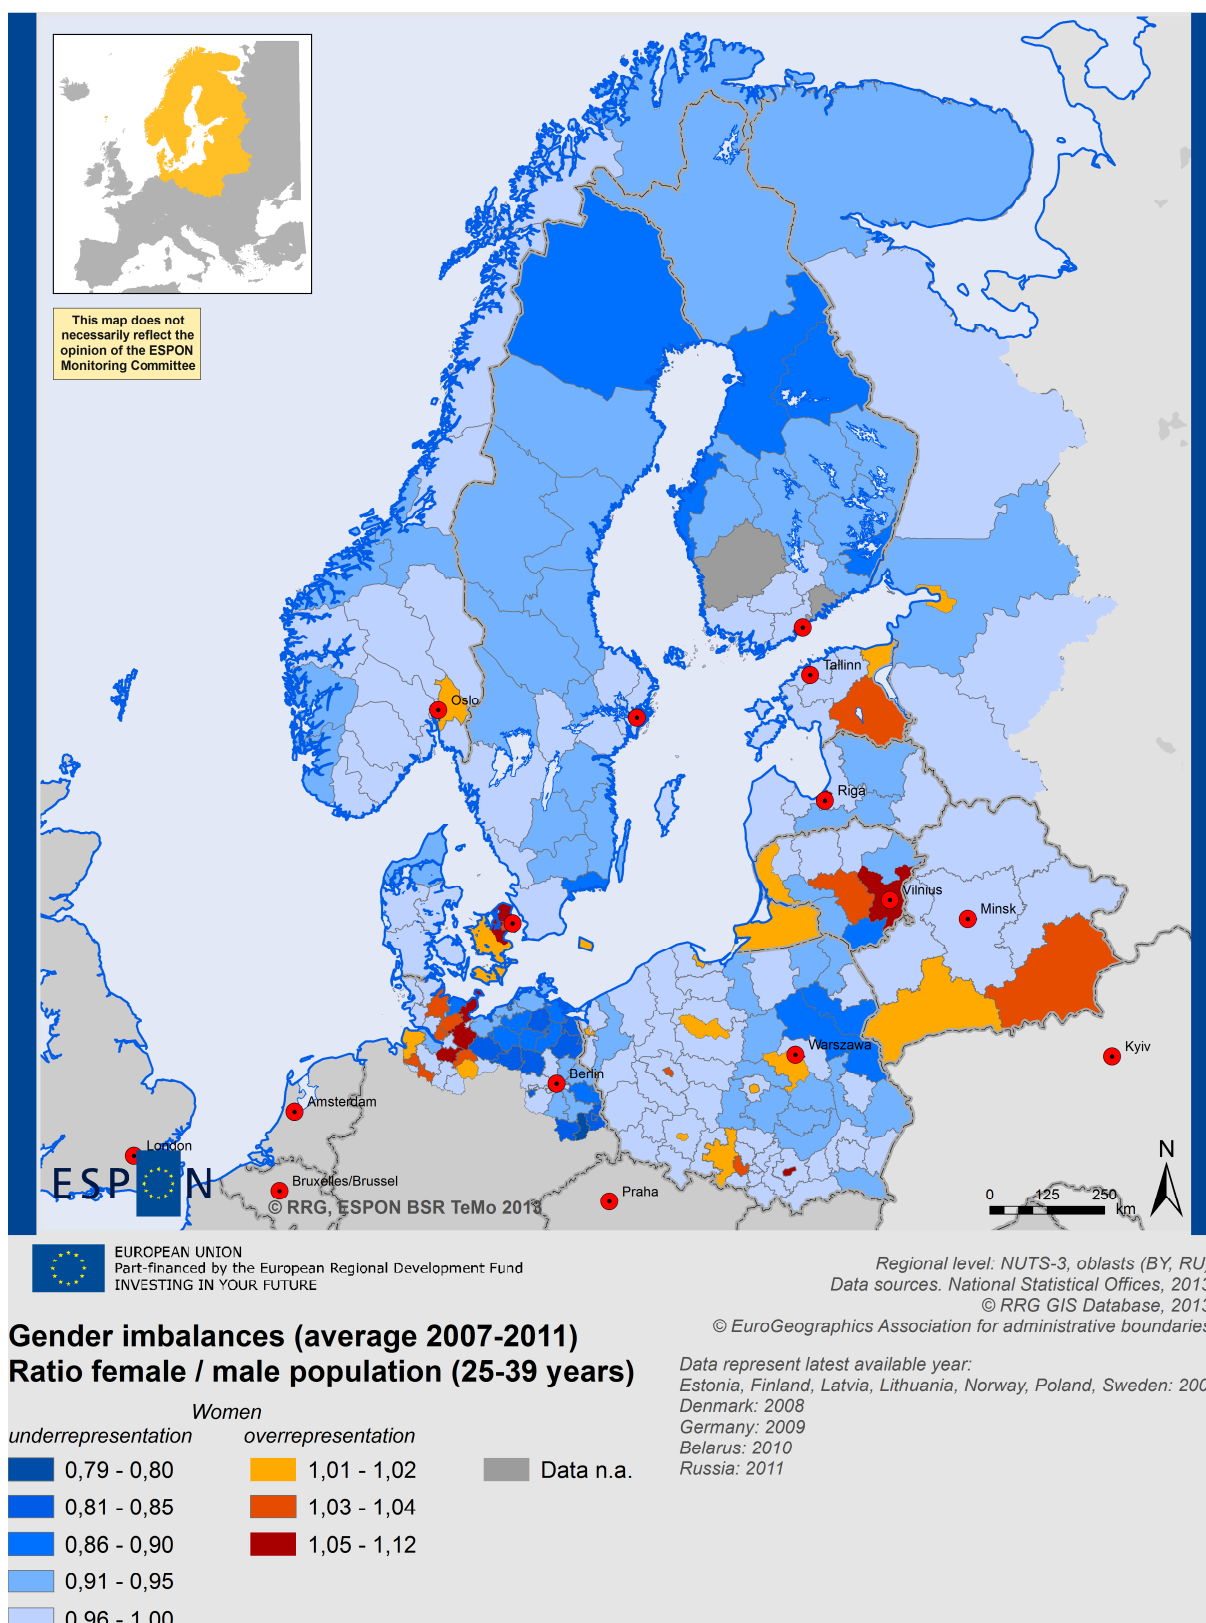 This map does not
necessarily reflect the
opinion of the ESPON
Monitoring Committee
Oslo
Tallinn
Riga
Vilnius
Minsk
Warszawa
Kyiv
Berlin
Amsterdam
London
Bruxelles/Brussel
Praha
ESPON
© RRG, ESPON BSR TeMo 2013
N
0 125 250
km
EUROPEAN UNION
Part-financed by the European Regional Development Fund
INVESTING IN YOUR FUTURE
Regional level: NUTS-3, oblasts (BY, RU)
Data sources. National Statistical Offices, 2013
© RRG GIS Database, 2013
© EuroGeographics Association for administrative boundaries
Gender imbalances (average 2007-2011)
Ratio female / male population (25-39 years)
Data represent latest available year:
Estonia, Finland, Latvia, Lithuania, Norway, Poland, Sweden: 200
Denmark: 2008
Germany: 2009
Belarus: 2010
Russia: 2011
Women
underrepresentation
overrepresentation
0,79 - 0,80
0,81 - 0,85
0,86 - 0,90
0,91 - 0,95
0,96 - 1,00
1,01 - 1,02
1,03 - 1,04
1,05 - 1,12
Data n.a.